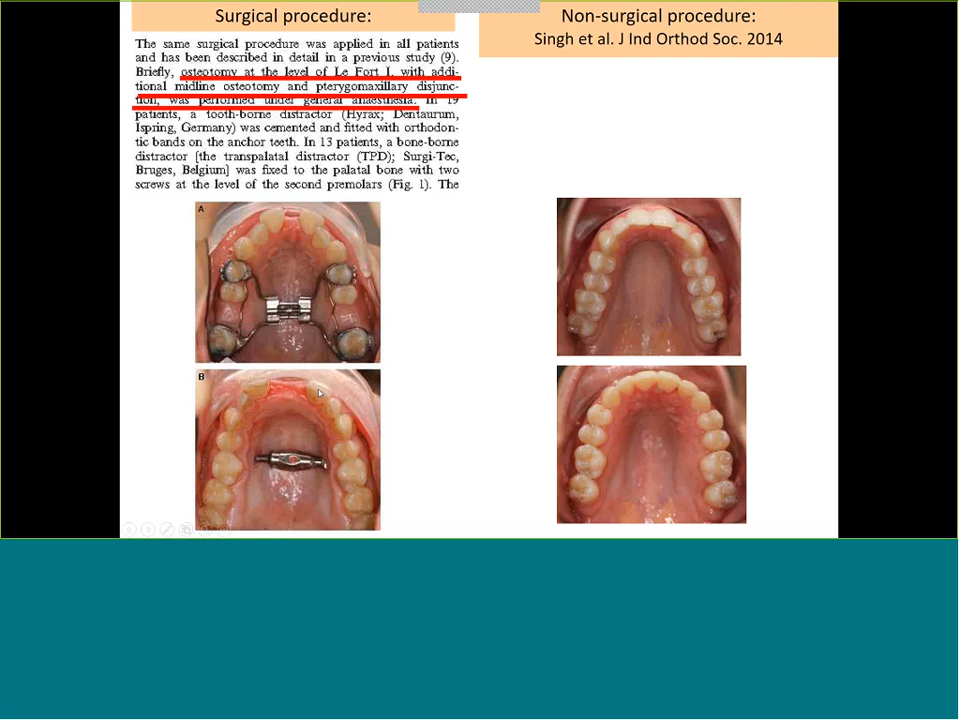 Surgical procedure:
The same surgical procedure was applied in all patients
and has been described in detail in a previous study (9).
Briefly, osteotomy at the level of Le Fort I, with addi-
tional midline osteotomy and pterygomaxillary disjunc-
tion, was performed under general anaesthesia. In 19
patients, a tooth-borne distractor (Hyrax; Dentaurum,
Ispring, Germany) was cemented and fitted with orthodon-
tic bands on the anchor teeth. In 13 patients, a bone-borne
distractor [the transpalatal distractor (TPD); Surgi-Tec,
Bruges, Belgium] was fixed to the palatal bone with two
screws at the level of the second premolars (Fig. 1). The
A
B
Non-surgical procedure:
Singh et al. J Ind Orthod Soc. 2014